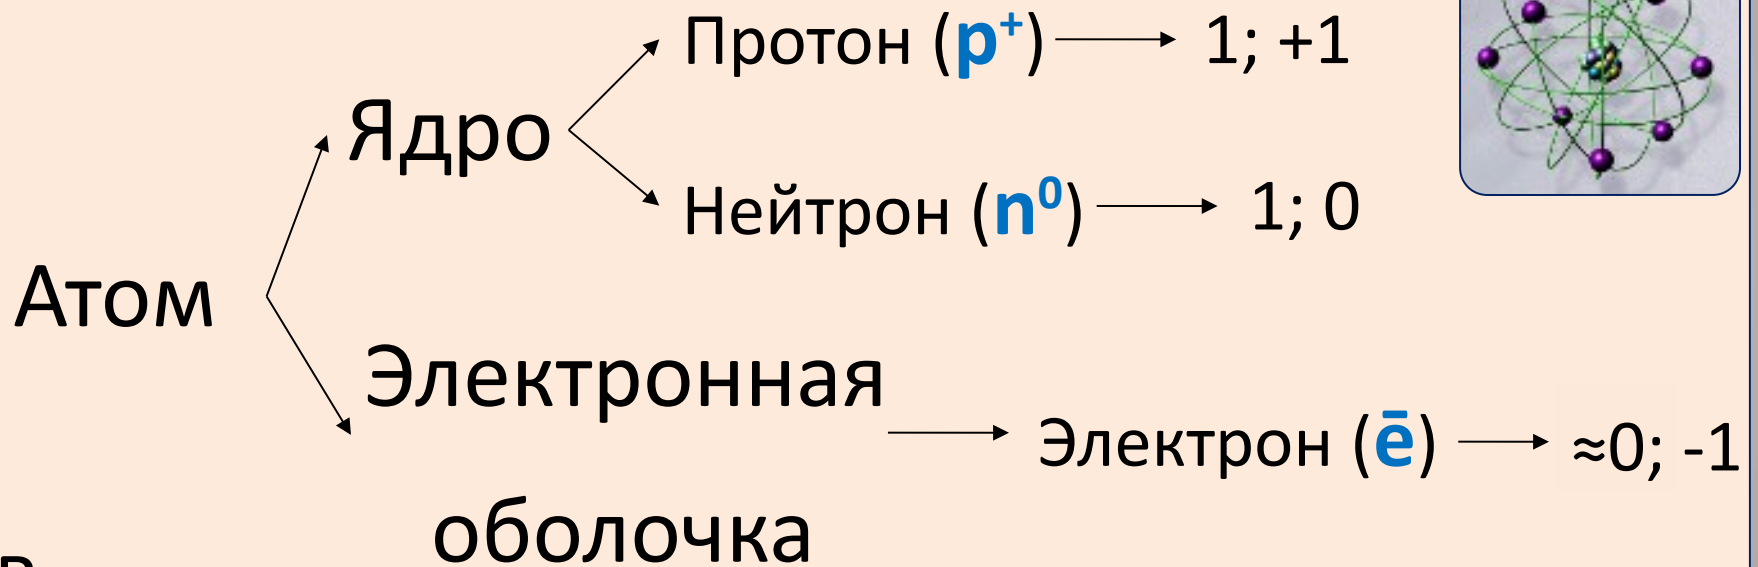 Протон (p⁺) → 1; +1
Ядро
Нейтрон (n⁰) → 1; 0
Атом
Электронная
Электрон (ē) → ≈0; -1
оболочка